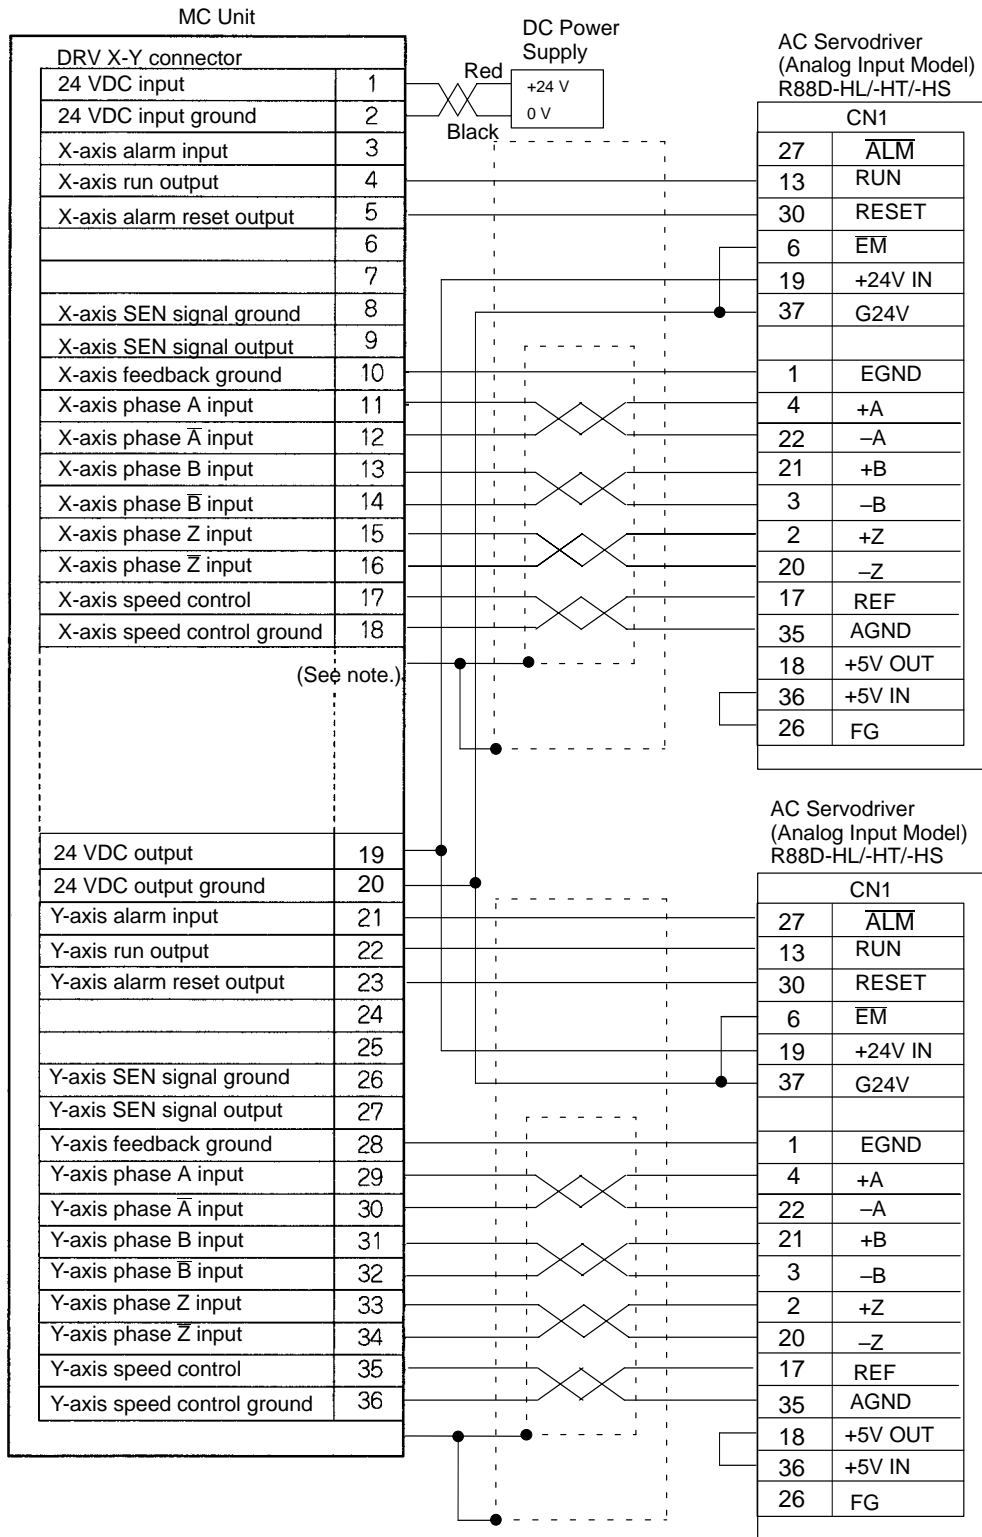 MC Unit
DRV X-Y connector
24 VDC input 1
24 VDC input ground 2
X-axis alarm input 3
X-axis run output 4
X-axis alarm reset output 5
6
7
X-axis SEN signal ground 8
X-axis SEN signal output 9
X-axis feedback ground 10
X-axis phase A input 11
X-axis phase A̅ input 12
X-axis phase B input 13
X-axis phase B̅ input 14
X-axis phase Z input 15
X-axis phase Z̅ input 16
X-axis speed control 17
X-axis speed control ground 18
(See note.)
24 VDC output 19
24 VDC output ground 20
Y-axis alarm input 21
Y-axis run output 22
Y-axis alarm reset output 23
24
25
Y-axis SEN signal ground 26
Y-axis SEN signal output 27
Y-axis feedback ground 28
Y-axis phase A input 29
Y-axis phase A̅ input 30
Y-axis phase B input 31
Y-axis phase B̅ input 32
Y-axis phase Z input 33
Y-axis phase Z̅ input 34
Y-axis speed control 35
Y-axis speed control ground 36
DC Power
Supply
Red
+24 V
0 V
Black
AC Servodriver
(Analog Input Model)
R88D-HL/-HT/-HS
CN1
27 A̅L̅M̅
13 RUN
30 RESET
6 E̅M̅
19 +24V IN
37 G24V
1 EGND
4 +A
22 –A
21 +B
3 –B
2 +Z
20 –Z
17 REF
35 AGND
18 +5V OUT
36 +5V IN
26 FG
AC Servodriver
(Analog Input Model)
R88D-HL/-HT/-HS
CN1
27 A̅L̅M̅
13 RUN
30 RESET
6 E̅M̅
19 +24V IN
37 G24V
1 EGND
4 +A
22 –A
21 +B
3 –B
2 +Z
20 –Z
17 REF
35 AGND
18 +5V OUT
36 +5V IN
26 FG